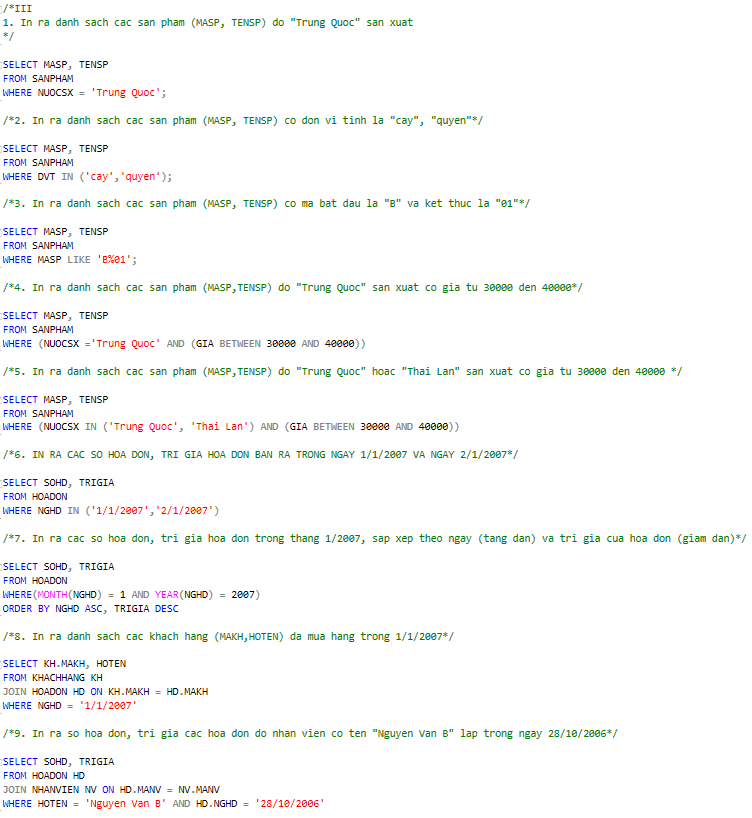 /*III
1. In ra danh sach cac san pham (MASP, TENSP) do "Trung Quoc" san xuat
*/
SELECT MASP, TENSP
FROM SANPHAM
WHERE NUOCSX = 'Trung Quoc';
/*2. In ra danh sach cac san pham (MASP, TENSP) co don vi tinh la "cay", "quyen"*/
SELECT MASP, TENSP
FROM SANPHAM
WHERE DVT IN ('cay','quyen');
/*3. In ra danh sach cac san pham (MASP, TENSP) co ma bat dau la "B" va ket thuc la "01"*/
SELECT MASP, TENSP
FROM SANPHAM
WHERE MASP LIKE 'B%01';
/*4. In ra danh sach cac san pham (MASP,TENSP) do "Trung Quoc" san xuat co gia tu 30000 den 40000*/
SELECT MASP, TENSP
FROM SANPHAM
WHERE (NUOCSX ='Trung Quoc' AND (GIA BETWEEN 30000 AND 40000))
/*5. In ra danh sach cac san pham (MASP,TENSP) do "Trung Quoc" hoac "Thai Lan" san xuat co gia tu 30000 den 40000 */
SELECT MASP, TENSP
FROM SANPHAM
WHERE (NUOCSX IN ('Trung Quoc', 'Thai Lan') AND (GIA BETWEEN 30000 AND 40000))
/*6. IN RA CAC SO HOA DON, TRI GIA HOA DON BAN RA TRONG NGAY 1/1/2007 VA NGAY 2/1/2007*/
SELECT SOHD, TRIGIA
FROM HOADON
WHERE NGHD IN ('1/1/2007','2/1/2007')
/*7. In ra cac so hoa don, tri gia hoa don trong thang 1/2007, sap xep theo ngay (tang dan) va tri gia cua hoa don (giam dan)*/
SELECT SOHD, TRIGIA
FROM HOADON
WHERE(MONTH(NGHD) = 1 AND YEAR(NGHD) = 2007)
ORDER BY NGHD ASC, TRIGIA DESC
/*8. In ra danh sach cac khach hang (MAKH,HOTEN) da mua hang trong 1/1/2007*/
SELECT KH.MAKH, HOTEN
FROM KHACHHANG KH
JOIN HOADON HD ON KH.MAKH = HD.MAKH
WHERE NGHD = '1/1/2007'
/*9. In ra so hoa don, tri gia cac hoa don do nhan vien co ten "Nguyen Van B" lap trong ngay 28/10/2006*/
SELECT SOHD, TRIGIA
FROM HOADON HD
JOIN NHANVIEN NV ON HD.MANV = NV.MANV
WHERE HOTEN = 'Nguyen Van B' AND HD.NGHD = '28/10/2006'